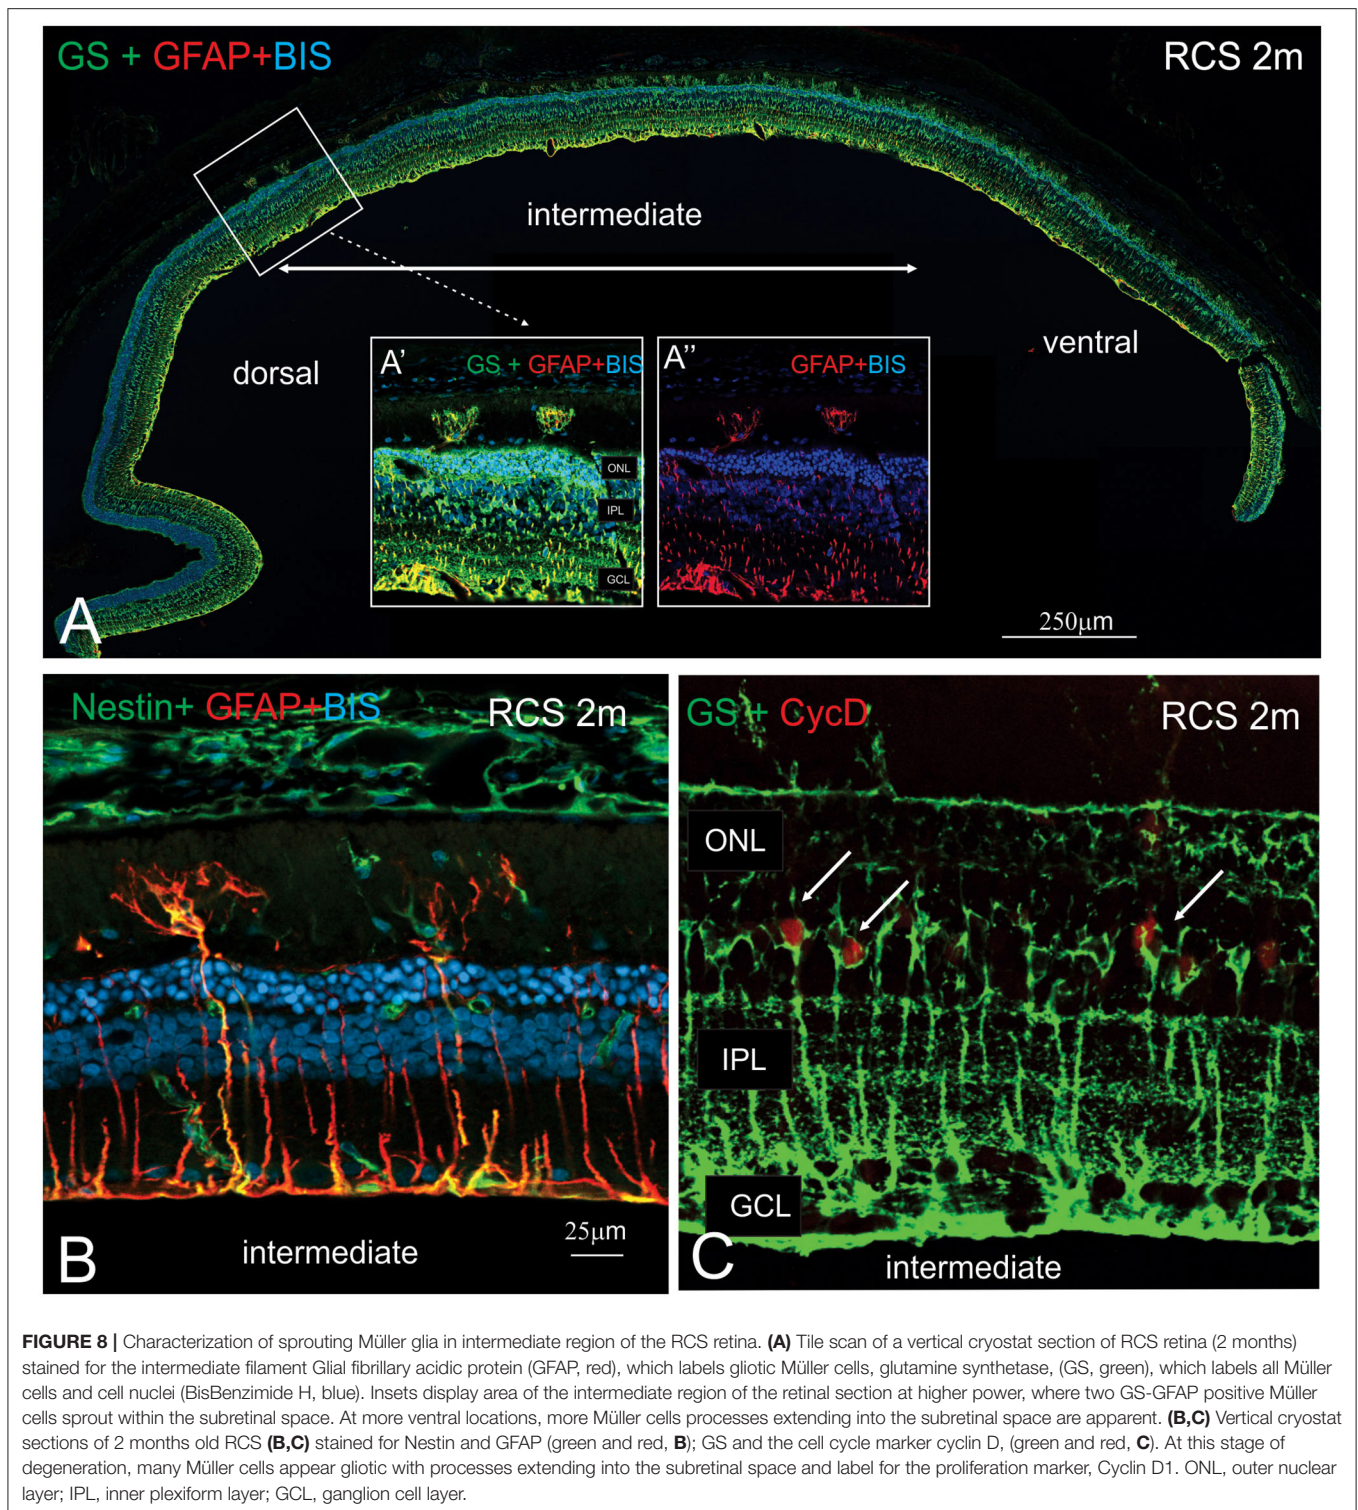 GS + GFAP+BIS
RCS 2m
intermediate
dorsal
ventral
A'
GS + GFAP+BIS
ONL
IPL
GCL
A''
GFAP+BIS
250µm
A
Nestin+ GFAP+BIS
RCS 2m
25µm
intermediate
B
GS + CycD
RCS 2m
ONL
IPL
GCL
intermediate
C
FIGURE 8 | Characterization of sprouting Müller glia in intermediate region of the RCS retina. (A) Tile scan of a vertical cryostat section of RCS retina (2 months)
stained for the intermediate filament Glial fibrillary acidic protein (GFAP, red), which labels gliotic Müller cells, glutamine synthetase, (GS, green), which labels all Müller
cells and cell nuclei (BisBenzimide H, blue). Insets display area of the intermediate region of the retinal section at higher power, where two GS-GFAP positive Müller
cells sprout within the subretinal space. At more ventral locations, more Müller cells processes extending into the subretinal space are apparent. (B,C) Vertical cryostat
sections of 2 months old RCS (B,C) stained for Nestin and GFAP (green and red, B); GS and the cell cycle marker cyclin D, (green and red, C). At this stage of
degeneration, many Müller cells appear gliotic with processes extending into the subretinal space and label for the proliferation marker, Cyclin D1. ONL, outer nuclear
layer; IPL, inner plexiform layer; GCL, ganglion cell layer.